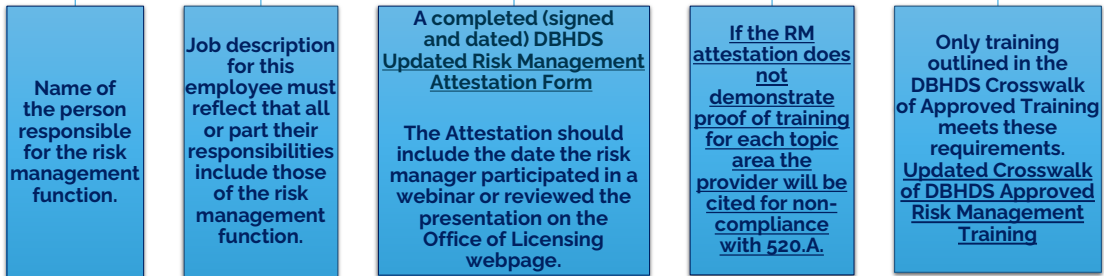 Name of
the person
responsible
for the risk
management
function.
Job description
for this
employee must
reflect that all
or part their
responsibilities
include those
of the risk
management
function.
A completed (signed
and dated) DBHDS
Updated Risk Management
Attestation Form
The Attestation should
include the date the risk
manager participated in a
webinar or reviewed the
presentation on the
Office of Licensing
webpage.
If the RM
attestation does
not
demonstrate
proof of training
for each topic
area the
provider will be
cited for non-
compliance
with 520.A.
Only training
outlined in the
DBHDS Crosswalk
of Approved Training
meets these
requirements.
Updated Crosswalk
of DBHDS Approved
Risk Management
Training